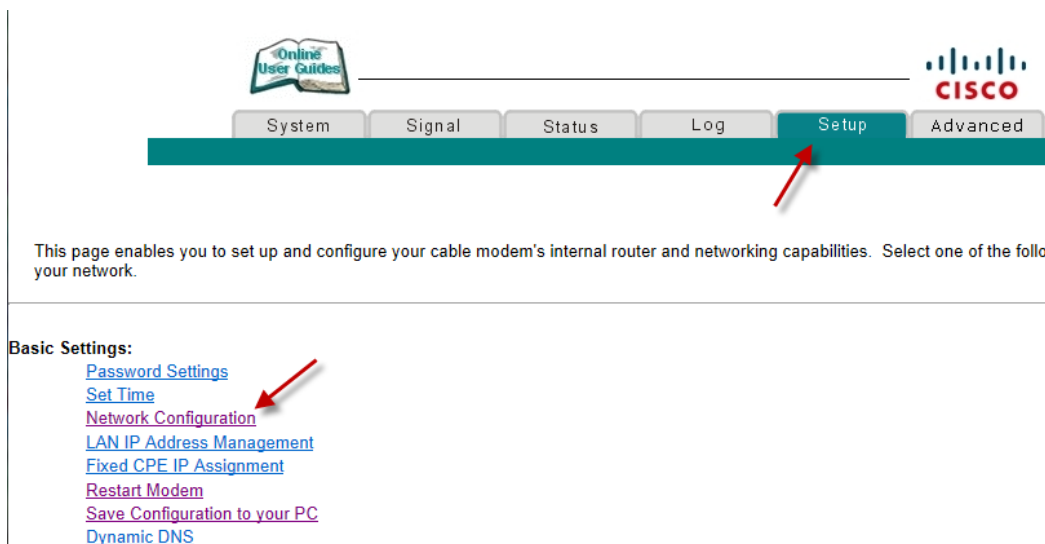 Online
User Guides
CISCO
System Signal Status Log Setup Advanced
This page enables you to set up and configure your cable modem's internal router and networking capabilities.  Select one of the follo
your network.
Basic Settings:
Password Settings
Set Time
Network Configuration
LAN IP Address Management
Fixed CPE IP Assignment
Restart Modem
Save Configuration to your PC
Dynamic DNS